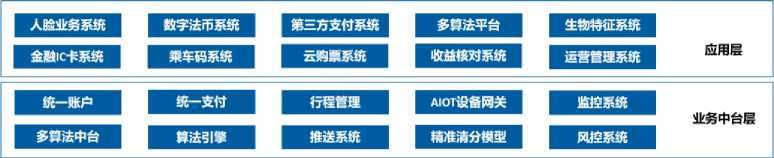 人脸业务系统 数字法币系统 第三方支付系统 多算法平台 生物特征系统
金融IC卡系统 乘车码系统 云购票系统 收益核对系统 运营管理系统
应用层
统一账户 统一支付 行程管理 AIOT设备网关 监控系统
多算法中台 算法引擎 推送系统 精准清分模型 风控系统
业务中台层